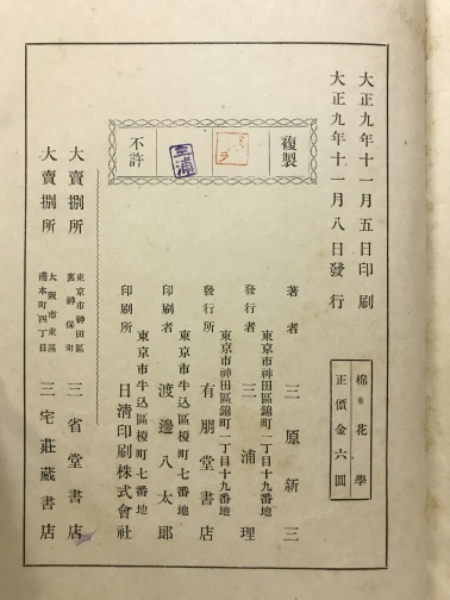 大正九年十一月五日印刷
大正九年十一月八日發行
棉花學
正價金六圓
複製
不許
三浦
著者 三原新三
東京市神田區錦町一丁目十九番地
發行者 三浦理
東京市神田區錦町一丁目十九番地
發行所 有朋堂書店
東京市牛込區榎町七番地
印刷者 渡邊八太郎
東京市牛込區榎町七番地
印刷所 日清印刷株式會社
大賣捌所 東京市神田區裏神保町 三省堂書店
大賣捌所 大阪市東區南本町四丁目 三宅莊藏書店